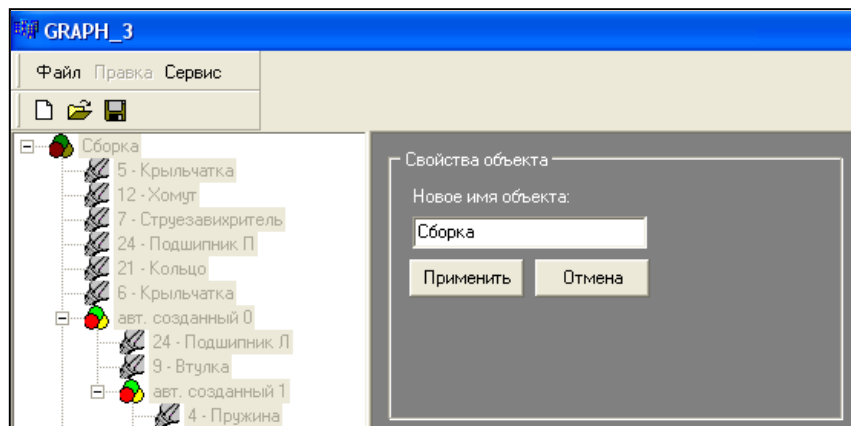 GRAPH_3
Файл Правка Сервис
Сборка
5 - Крыльчатка
12 - Хомут
7 - Струезавихритель
24 - Подшипник П
21 - Кольцо
6 - Крыльчатка
авт. созданный 0
24 - Подшипник Л
9 - Втулка
авт. созданный 1
4 - Пружина
Свойства объекта
Новое имя объекта:
Сборка
Применить Отмена